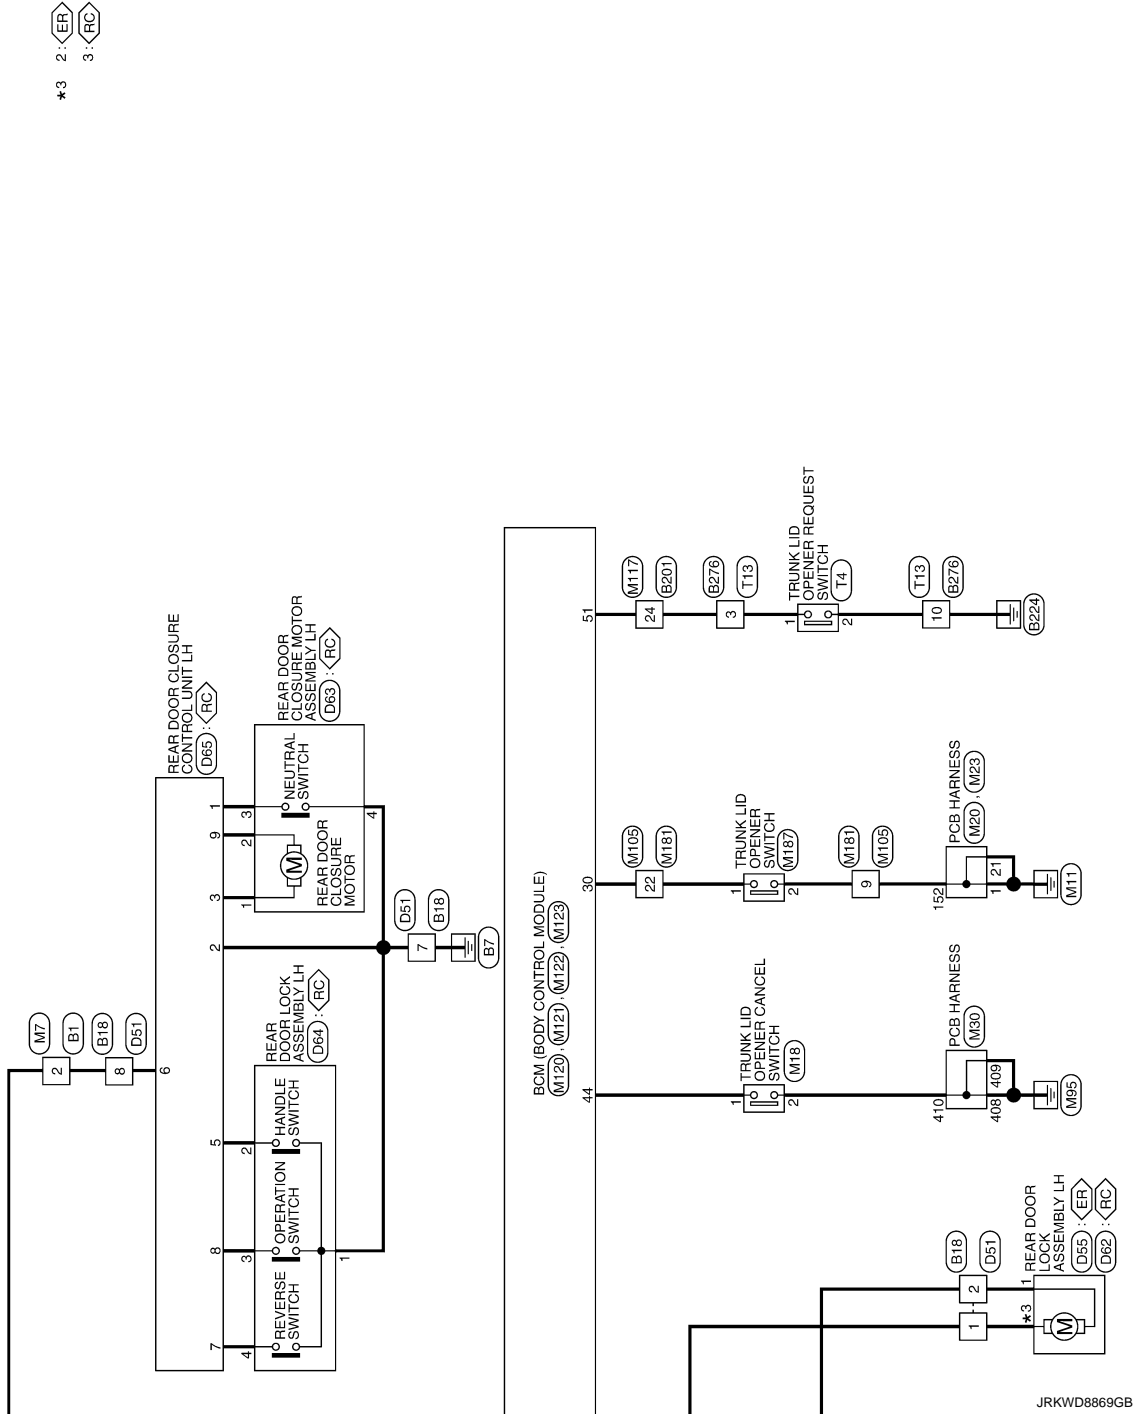 *3 2 : ER
3 : RC
REAR DOOR CLOSURE
CONTROL UNIT LH
D65 : RC
M7
2
B1
B18
8
D51
6
7
8
5
2
3
9
1
REAR
DOOR LOCK
ASSEMBLY LH
D64 : RC
4
REVERSE
SWITCH
3
OPERATION
SWITCH
2
HANDLE
SWITCH
1
REAR DOOR
CLOSURE MOTOR
ASSEMBLY LH
D63 : RC
1
2
3
M
REAR DOOR
CLOSURE
MOTOR
NEUTRAL
SWITCH
4
D51
7
B18
B7
BCM (BODY CONTROL MODULE)
M120 , M121 , M122 , M123
44
30
51
TRUNK LID
OPENER CANCEL
SWITCH
M18
1
2
PCB HARNESS
M30
410
408
409
M95
M105
22
M181
TRUNK LID
OPENER
SWITCH
M187
1
2
M181
9
M105
PCB HARNESS
M20 , M23
152
1
21
M11
M117
24
B201
B276
3
T13
TRUNK LID
OPENER REQUEST
SWITCH
T4
1
2
T13
10
B276
B224
B18
1
2
D51
REAR DOOR
LOCK
ASSEMBLY LH
D55 : ER
D62 : RC
*3
1
M
JRKWD8869GB